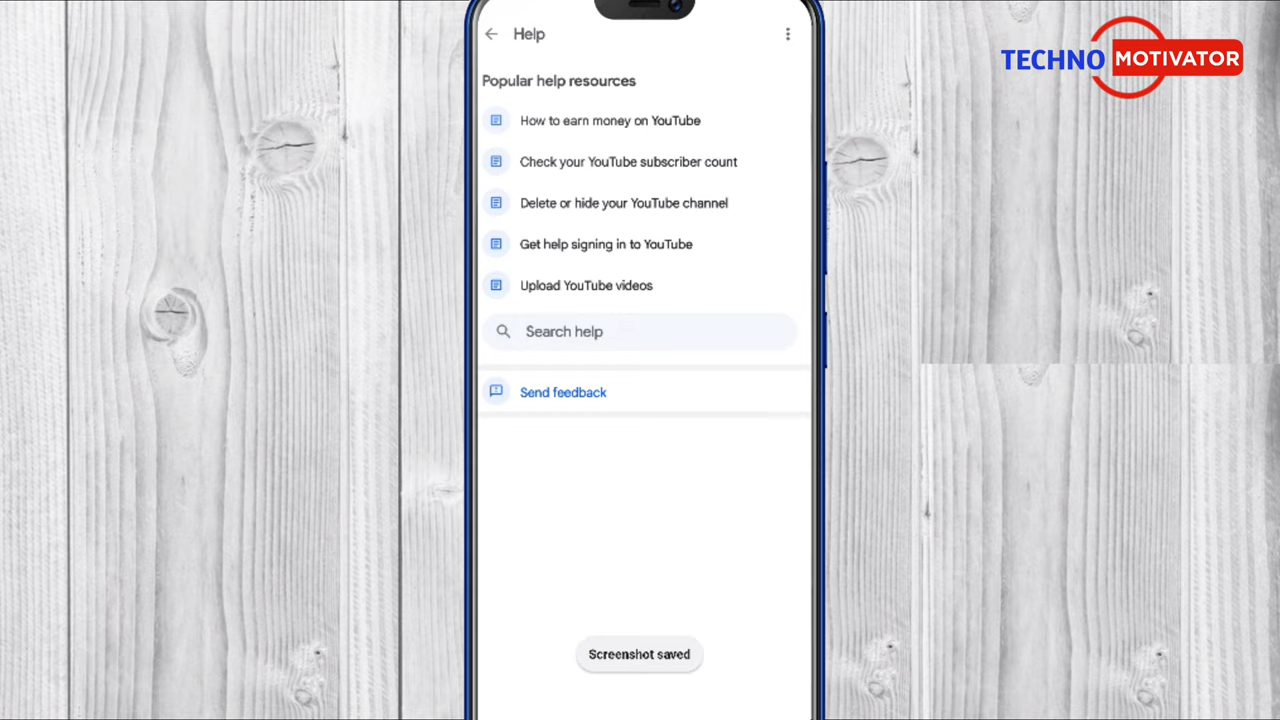 Help
TECHNO MOTIVATOR
Popular help resources
How to earn money on YouTube
Check your YouTube subscriber count
Delete or hide your YouTube channel
Get help signing in to YouTube
Upload YouTube videos
Search help
Send feedback
Screenshot saved